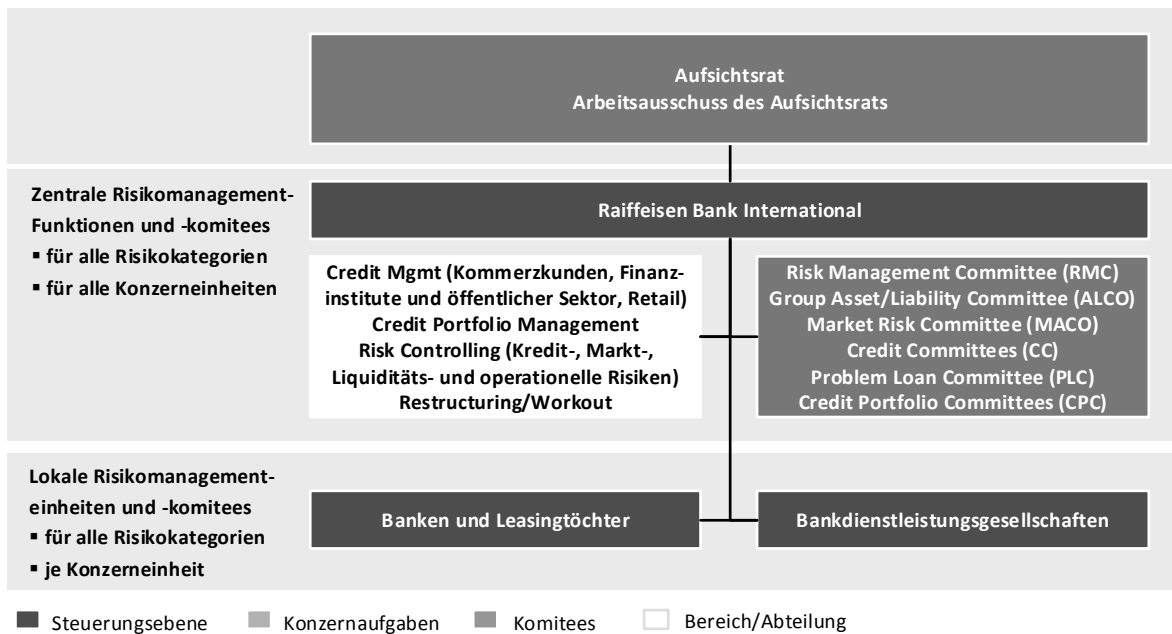 Aufsichtsrat
Arbeitsausschuss des Aufsichtsrats
Zentrale Risikomanagement-
Funktionen und -komitees
▪ für alle Risikokategorien
▪ für alle Konzerneinheiten
Raiffeisen Bank International
Credit Mgmt (Kommerzkunden, Finanz-
institute und öffentlicher Sektor, Retail)
Credit Portfolio Management
Risk Controlling (Kredit-, Markt-,
Liquiditäts- und operationelle Risiken)
Restructuring/Workout
Risk Management Committee (RMC)
Group Asset/Liability Committee (ALCO)
Market Risk Committee (MACO)
Credit Committees (CC)
Problem Loan Committee (PLC)
Credit Portfolio Committees (CPC)
Lokale Risikomanagement-
einheiten und -komitees
▪ für alle Risikokategorien
▪ je Konzerneinheit
Banken und Leasingtöchter
Bankdienstleistungsgesellschaften
Steuerungsebene
Konzernaufgaben
Komitees
Bereich/Abteilung